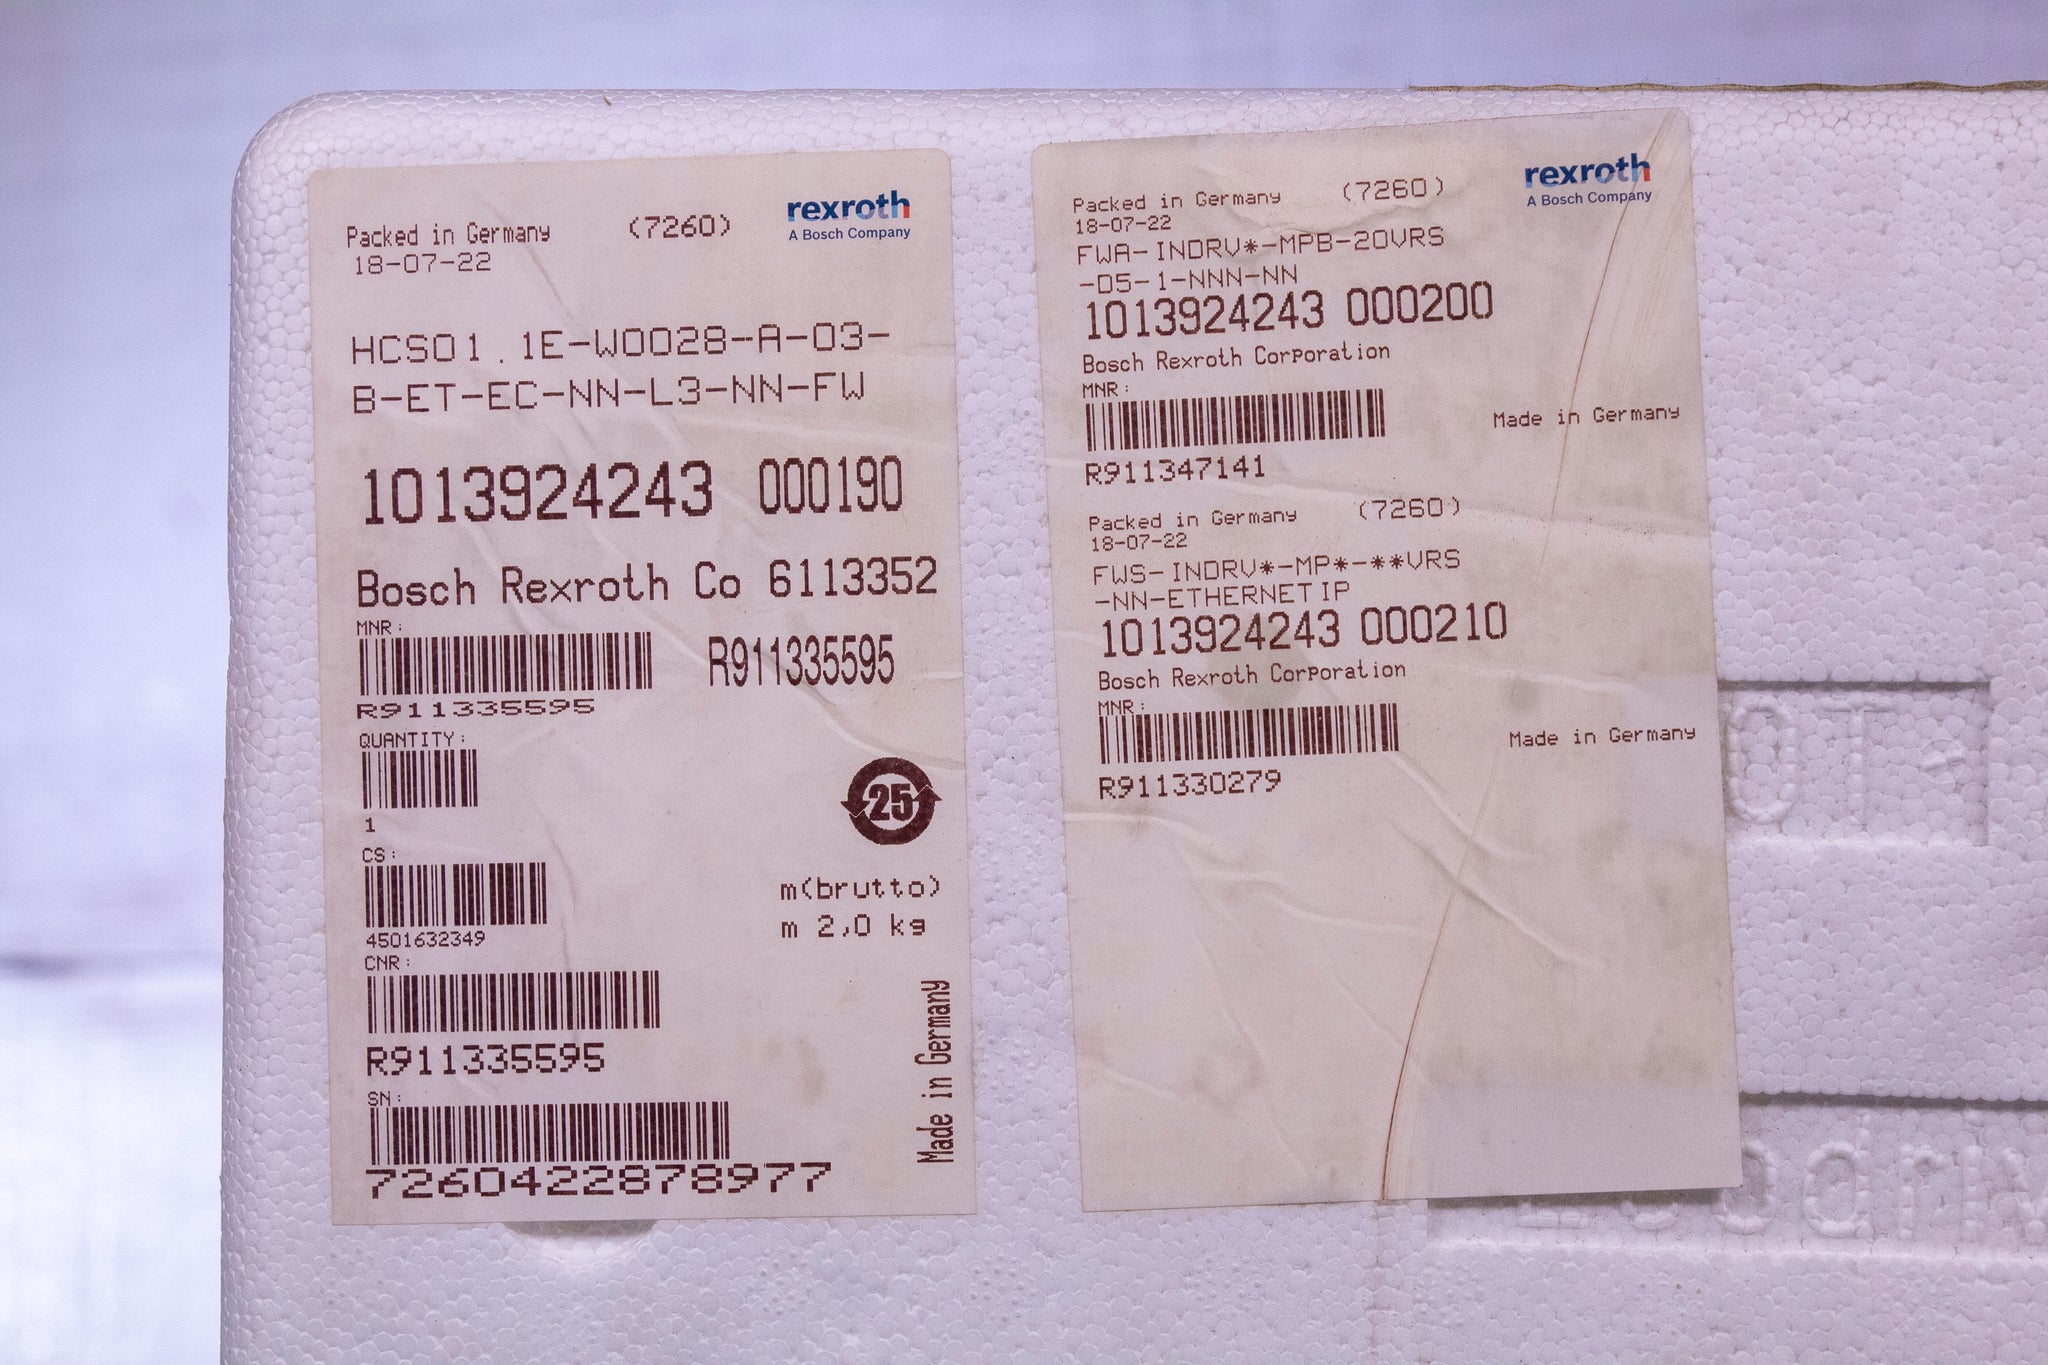 Packed in Germany (7260)
18-07-22
rexroth
A Bosch Company
HCS01.1E-W0028-A-03-
B-ET-EC-NN-L3-NN-FW
1013924243 000190
Bosch Rexroth Co 6113352
MNR:
R911335595
R911335595
QUANTITY:
1
25
CS:
4501632349
m(brutto)
m 2,0 kg
CNR:
R911335595
SN:
7260422878977
Made in Germany
Packed in Germany (7260)
18-07-22
rexroth
A Bosch Company
FWA-INDRV*-MPB-20VRS
-D5-1-NNN-NN
1013924243 000200
Bosch Rexroth Corporation
MNR:
Made in Germany
R911347141
Packed in Germany (7260)
18-07-22
FWS-INDRV*-MP*-**VRS
-NN-ETHERNETIP
1013924243 000210
Bosch Rexroth Corporation
MNR:
Made in Germany
R911330279